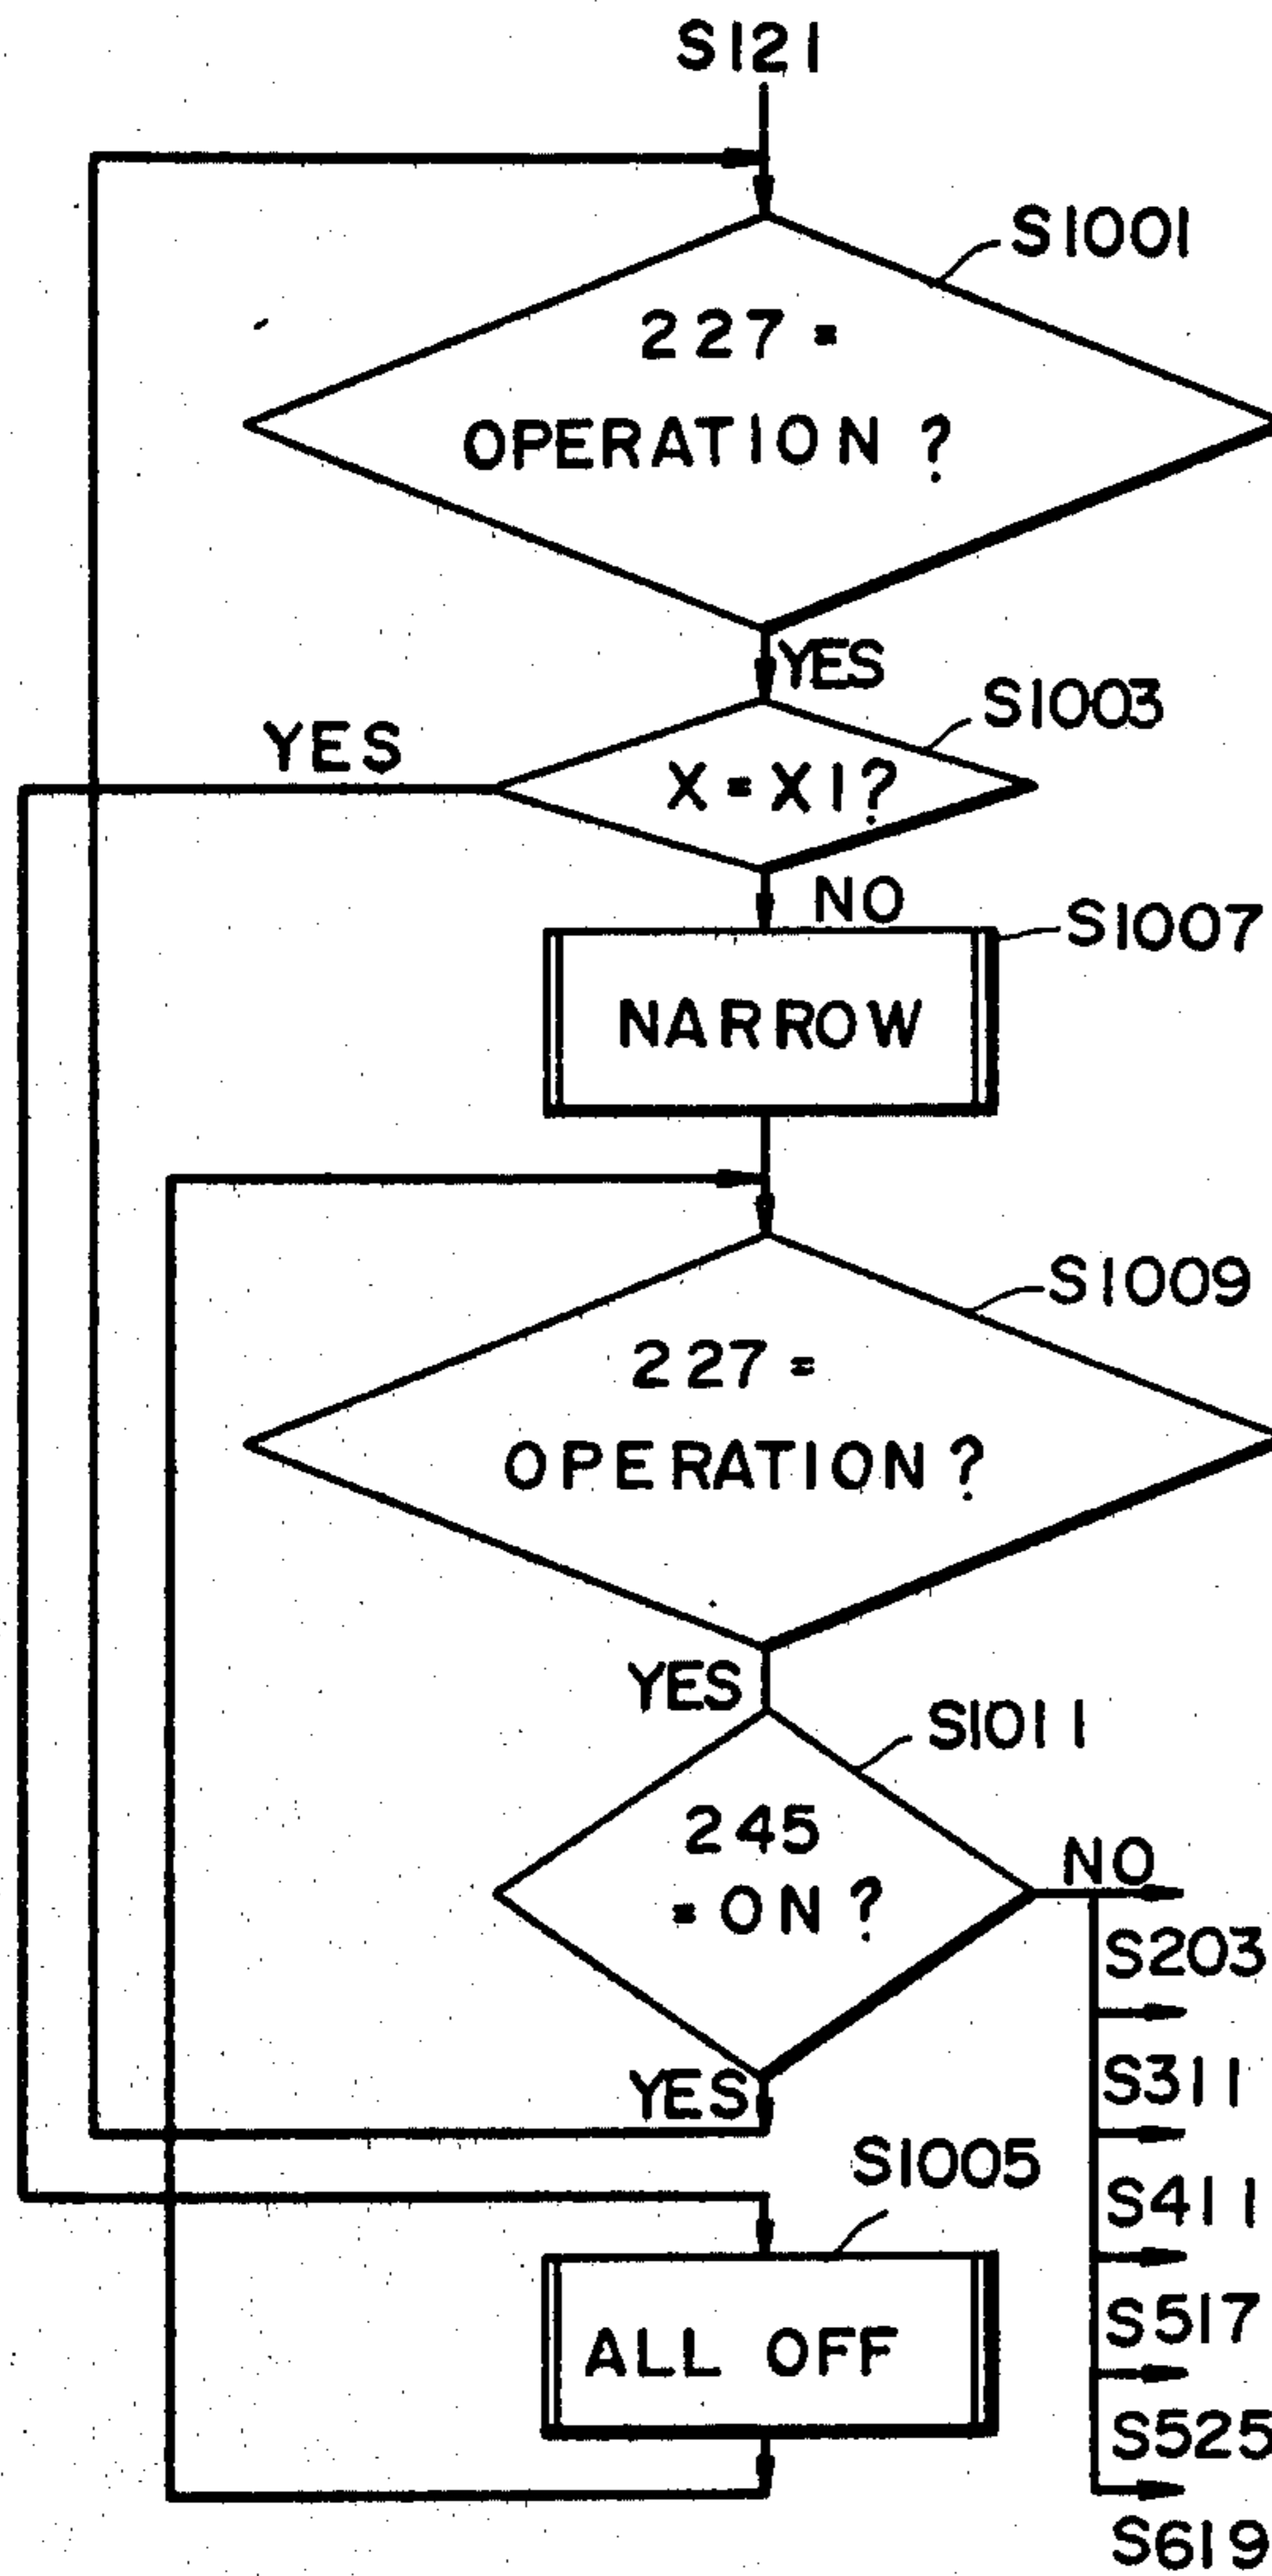 S121
S1001
227 =
OPERATION ?
YES
S1003
YES
X = X1?
NO
S1007
NARROW
S1009
227 =
OPERATION ?
YES
S1011
245
= ON ?
NO
S203
S311
YES
S1005
S411
S517
ALL OFF
S525
S619